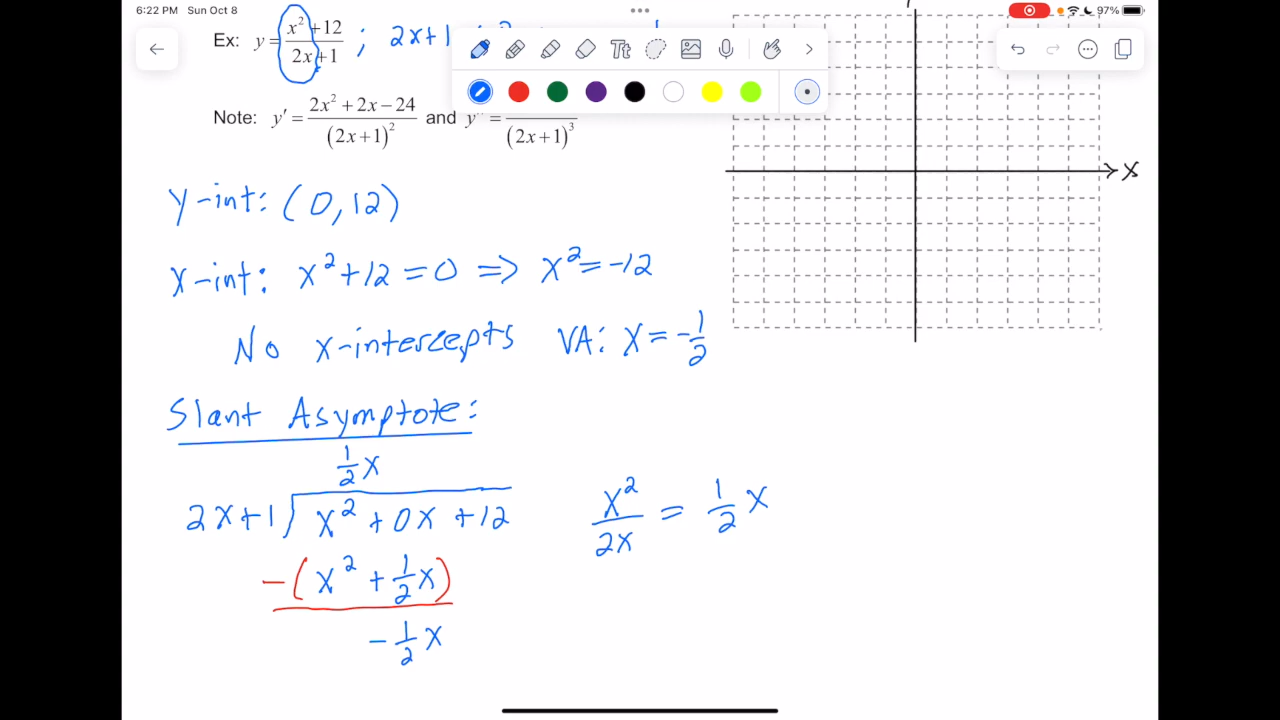 6:22 PM Sun Oct 8
97%
Ex: y = (x² + 12)/(2x + 1) ; 2x+1
Tt
Note: y′ = (2x² + 2x − 24)/(2x + 1)² and y″ = /(2x + 1)³
x
y-int: (0, 12)
x-int: x² + 12 = 0 ⇒ x² = -12
No x-intercepts VA: x = -1/2
Slant Asymptote:
1/2 x
2x+1 ) x² + 0x + 12
x²/2x = 1/2 x
-(x² + 1/2 x)
- 1/2 x